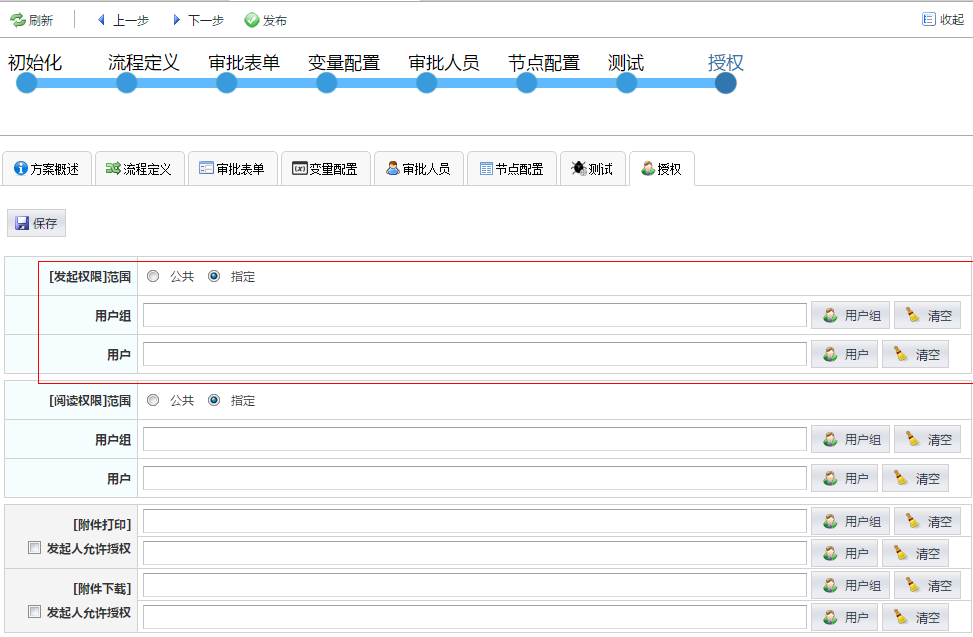 刷新 上一步 下一步 发布 收起
初始化 流程定义 审批表单 变量配置 审批人员 节点配置 测试 授权
方案概述 流程定义 审批表单 变量配置 审批人员 节点配置 测试 授权
保存
[发起权限]范围 公共 指定
用户组 用户组 清空
用户 用户 清空
[阅读权限]范围 公共 指定
用户组 用户组 清空
用户 用户 清空
[附件打印] 用户组 清空
发起人允许授权 用户 清空
[附件下载] 用户组 清空
发起人允许授权 用户 清空